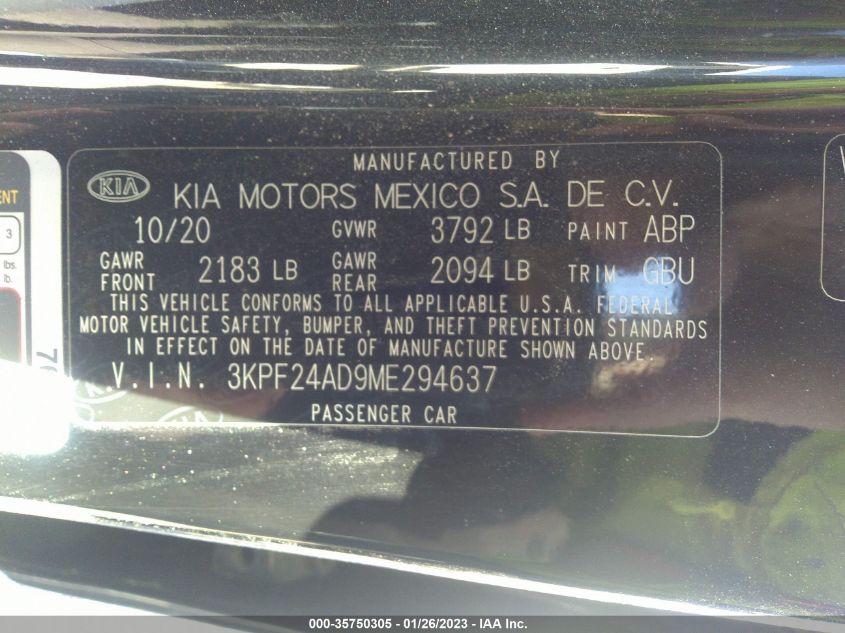 MANUFACTURED BY
KIA KIA MOTORS MEXICO S.A. DE C.V.
10/20 GVWR 3792 LB PAINT ABP
GAWR FRONT 2183 LB GAWR REAR 2094 LB TRIM GBU
THIS VEHICLE CONFORMS TO ALL APPLICABLE U.S.A. FEDERAL
MOTOR VEHICLE SAFETY, BUMPER, AND THEFT PREVENTION STANDARDS
IN EFFECT ON THE DATE OF MANUFACTURE SHOWN ABOVE.
V.I.N. 3KPF24AD9ME294637
PASSENGER CAR
3
lbs.
lb.
000-35750305 - 01/26/2023 - IAA Inc.